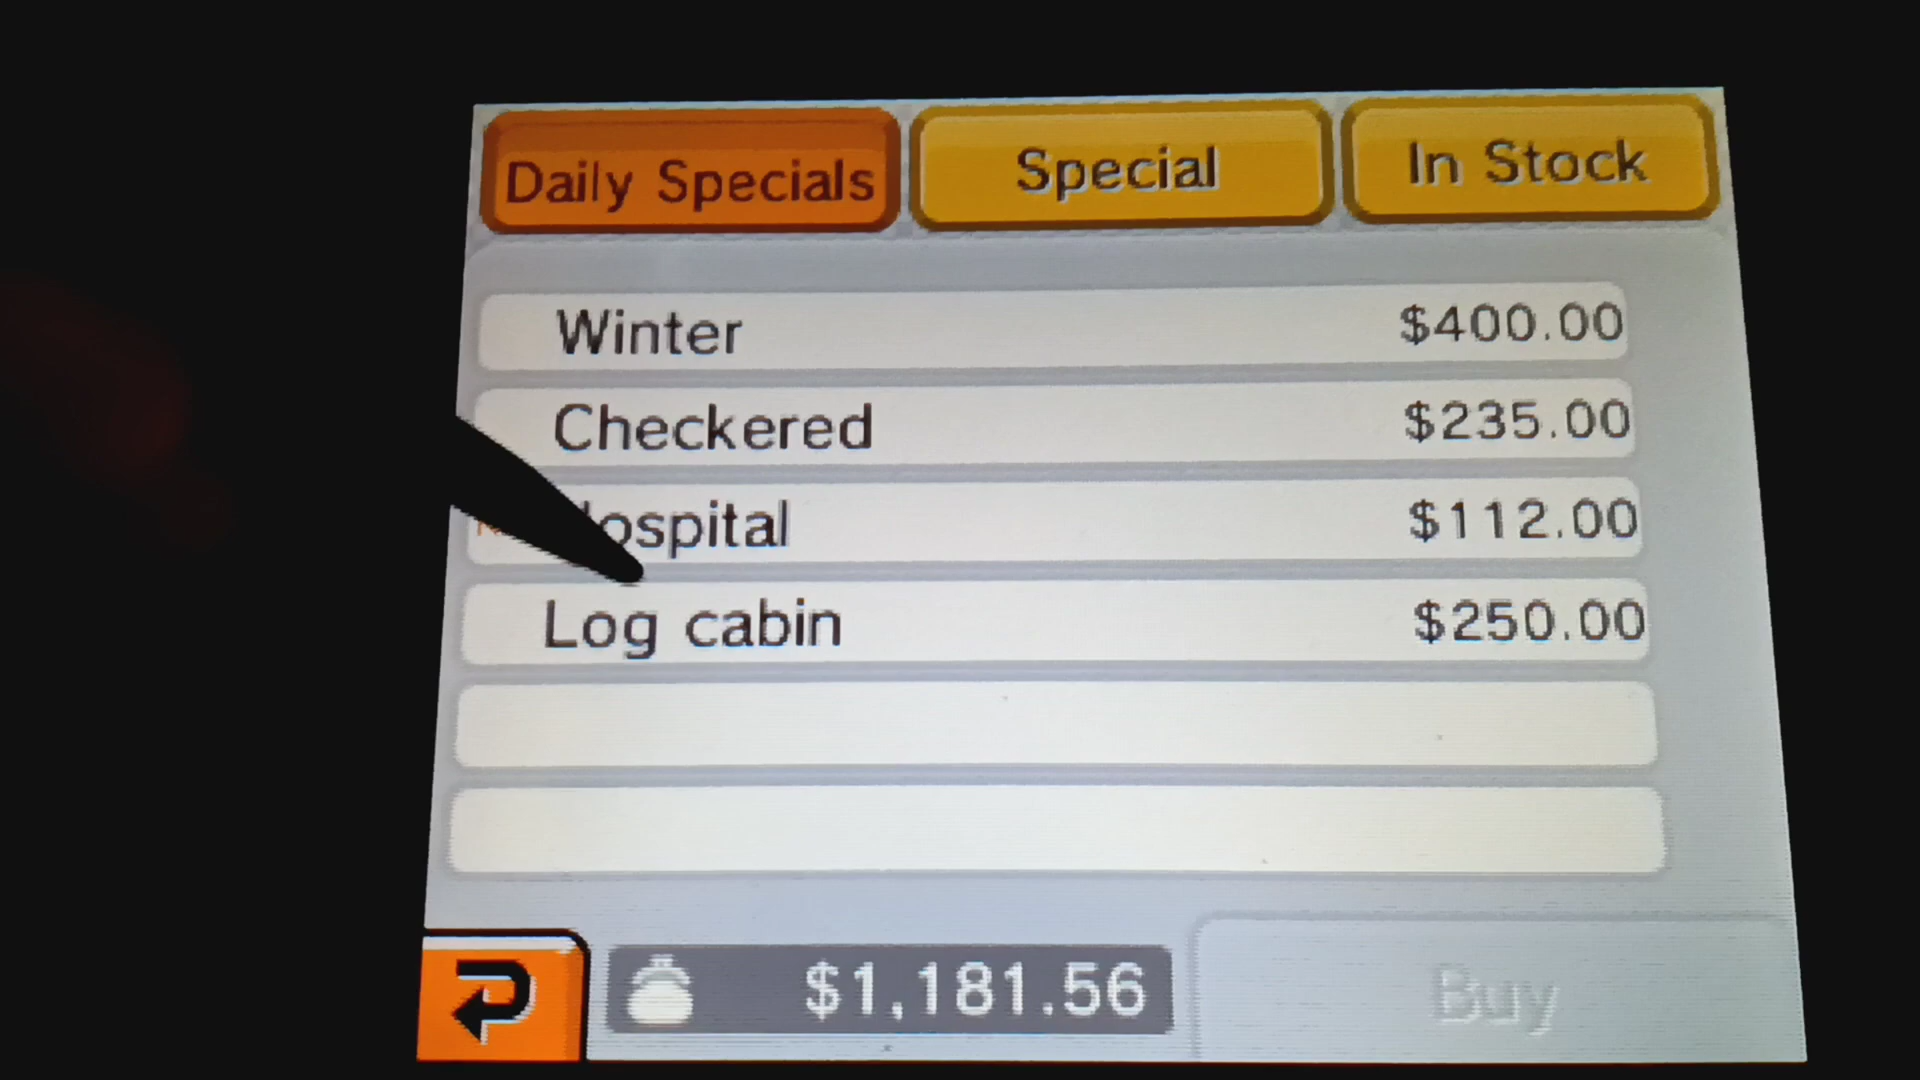 Daily Specials
Special
In Stock
Winter $400.00
Checkered $235.00
Hospital $112.00
Log cabin $250.00
$1,181.56
Buy